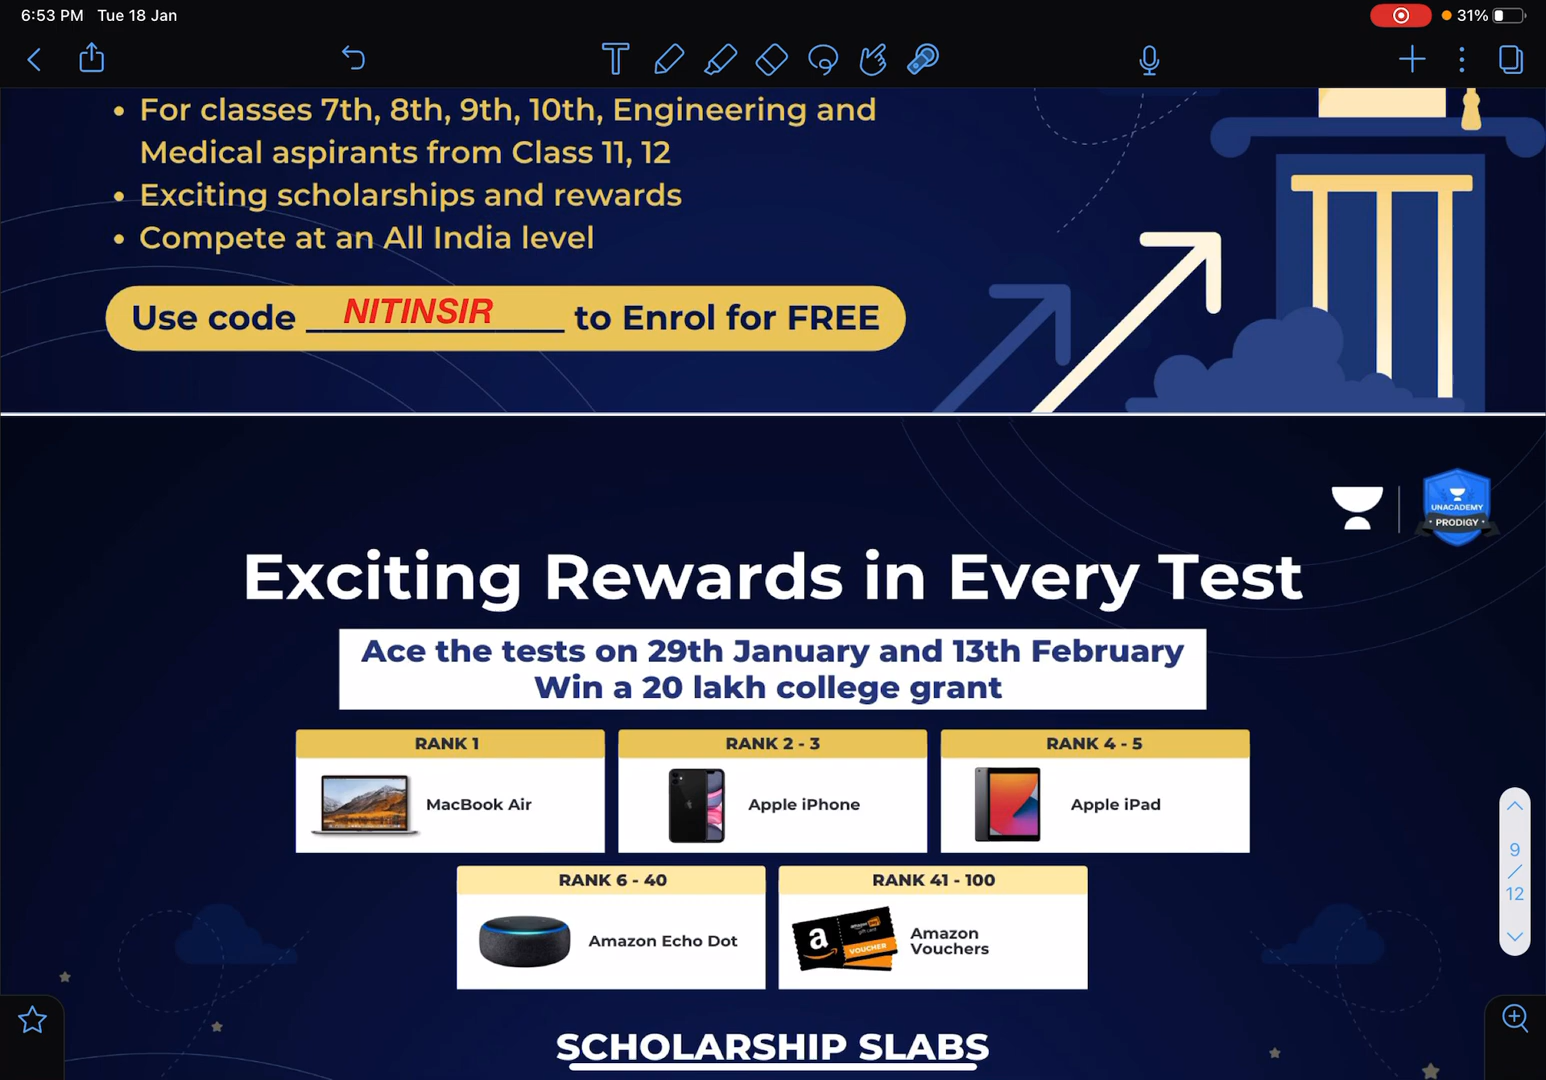 6:53 PM Tue 18 Jan
31%
• For classes 7th, 8th, 9th, 10th, Engineering and
Medical aspirants from Class 11, 12
• Exciting scholarships and rewards
• Compete at an All India level
Use code NITINSIR to Enrol for FREE
UNACADEMY
PRODIGY
Exciting Rewards in Every Test
Ace the tests on 29th January and 13th February
Win a 20 lakh college grant
RANK 1
MacBook Air
RANK 2 - 3
Apple iPhone
RANK 4 - 5
Apple iPad
RANK 6 - 40
Amazon Echo Dot
RANK 41 - 100
a
VOUCHER
Amazon
Vouchers
9
/
12
SCHOLARSHIP SLABS